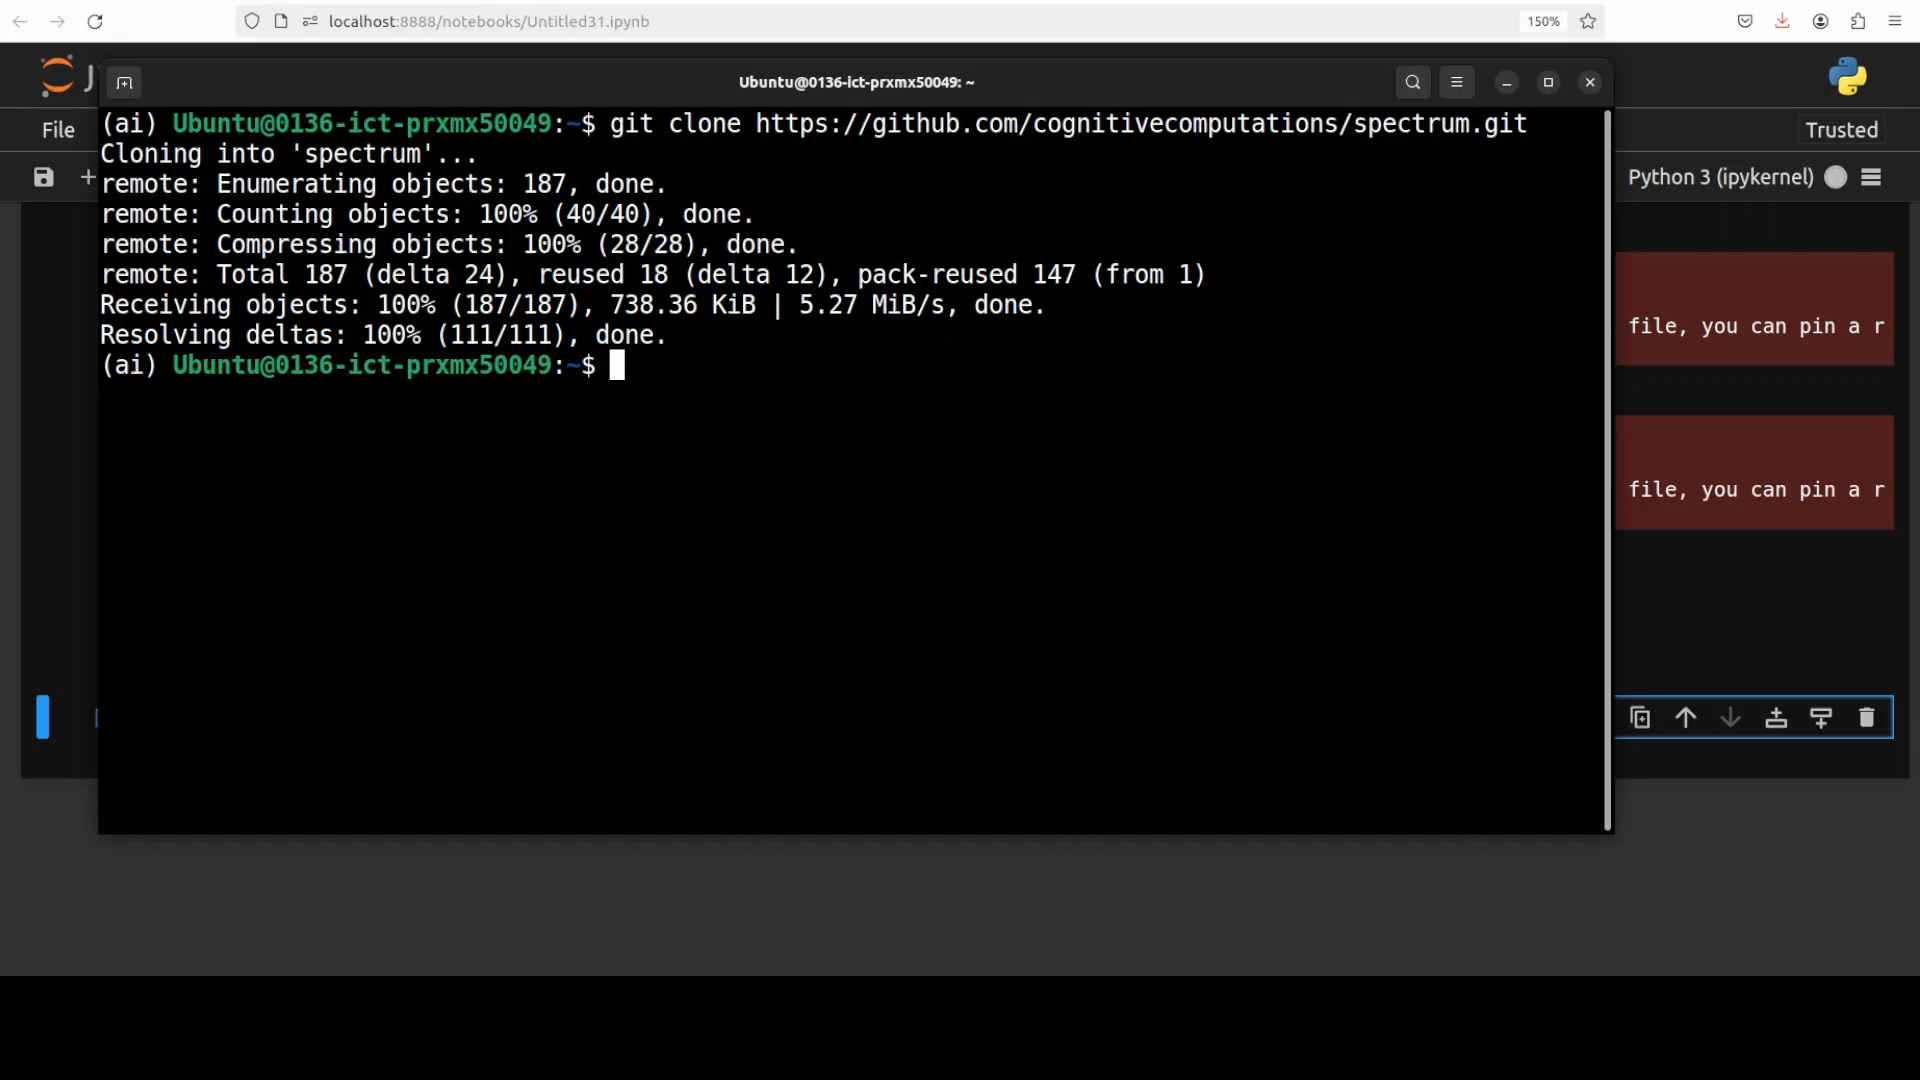 localhost:8888/notebooks/Untitled31.ipynb
150%
J
Ubuntu@0136-ict-prxmx50049: ~
File
Trusted
Python 3 (ipykernel)
(ai) Ubuntu@0136-ict-prxmx50049:~$ git clone https://github.com/cognitivecomputations/spectrum.git
Cloning into 'spectrum'...
remote: Enumerating objects: 187, done.
remote: Counting objects: 100% (40/40), done.
remote: Compressing objects: 100% (28/28), done.
remote: Total 187 (delta 24), reused 18 (delta 12), pack-reused 147 (from 1)
Receiving objects: 100% (187/187), 738.36 KiB | 5.27 MiB/s, done.
Resolving deltas: 100% (111/111), done.
(ai) Ubuntu@0136-ict-prxmx50049:~$
file, you can pin a r
file, you can pin a r
[